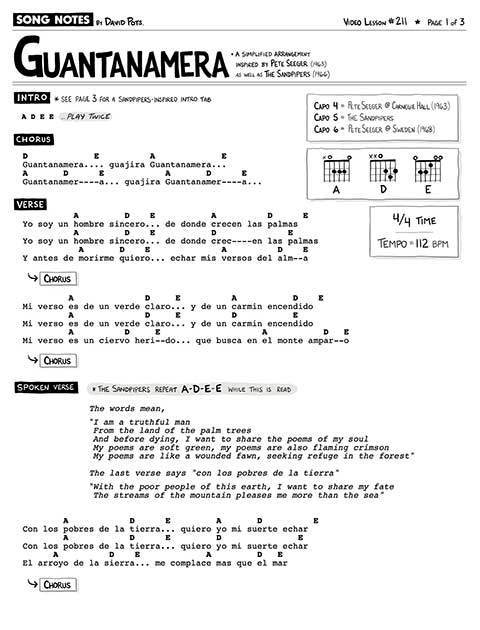 SONG NOTES BY DAVID POTS. VIDEO LESSON #211 ★ PAGE 1 of 3
GUANTANAMERA
• A SIMPLIFIED ARRANGEMENT
INSPIRED BY PETE SEEGER (1963)
AS WELL AS THE SANDPIPERS (1966)
INTRO * SEE PAGE 3 FOR A SANDPIPERS-INSPIRED INTRO TAB
A D E E ...PLAY TWICE
CAPO 4 = PETE SEEGER @ CARNEGIE HALL (1963)
CAPO 5 = THE SANDPIPERS
CAPO 6 = PETE SEEGER @ SWEDEN (1968)
CHORUS
D E A E
Guantanamera.... guajira Guantanamera...
A D E A D E
Guantanamer----a... guajira Guantanamer----a...
A D E
4/4 TIME
TEMPO = 112 BPM
VERSE
A D E A D E
Yo soy un hombre sincero... de donde crecen las palmas
A D E D E
Yo soy un hombre sincero... de donde crec----en las palmas
A D E A D E
Y antes de morirme quiero... echar mis versos del alm--a
CHORUS
A D E A D E
Mi verso es de un verde claro... y de un carmin encendido
A D E D E
Mi verso es de un verde claro... y de un carmin encendido
A D E A D E
Mi verso es un ciervo heri--do... que busca en el monte ampar--o
CHORUS
SPOKEN VERSE * THE SANDPIPERS REPEAT A-D-E-E WHILE THIS IS READ
The words mean,
"I am a truthful man
From the land of the palm trees
And before dying, I want to share the poems of my soul
My poems are soft green, my poems are also flaming crimson
My poems are like a wounded fawn, seeking refuge in the forest"
The last verse says "con los pobres de la tierra"
"With the poor people of this earth, I want to share my fate
The streams of the mountain pleases me more than the sea"
A D E A D E
Con los pobres de la tierra... quiero yo mi suerte echar
A D E D E
Con los pobres de la tierra... quiero yo mi suerte echar
A D E A D E
El arroyo de la sierra... me complace mas que el mar
CHORUS